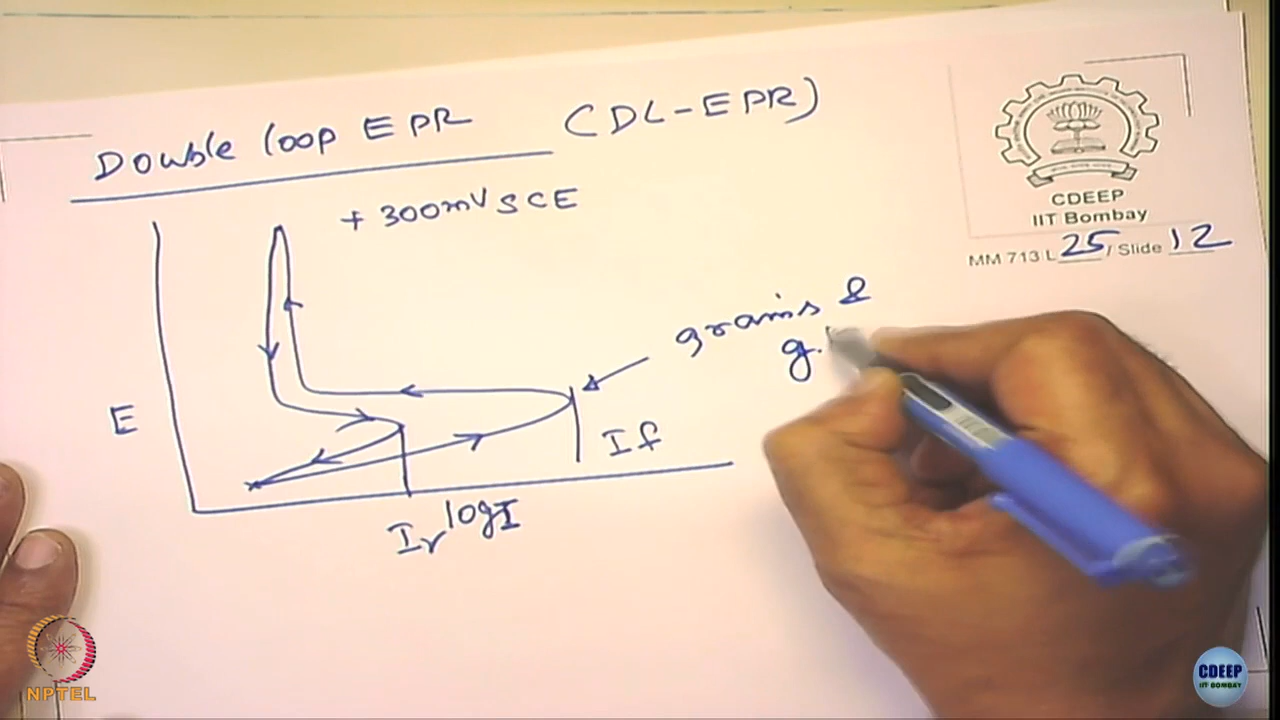 Double loop EPR (DL-EPR)
+ 300mV SCE
CDEEP
IIT Bombay
MM 713 L 25 / Slide 12
grains &
g.
E
If
Ir
log I
NPTEL
CDEEP
IIT BOMBAY